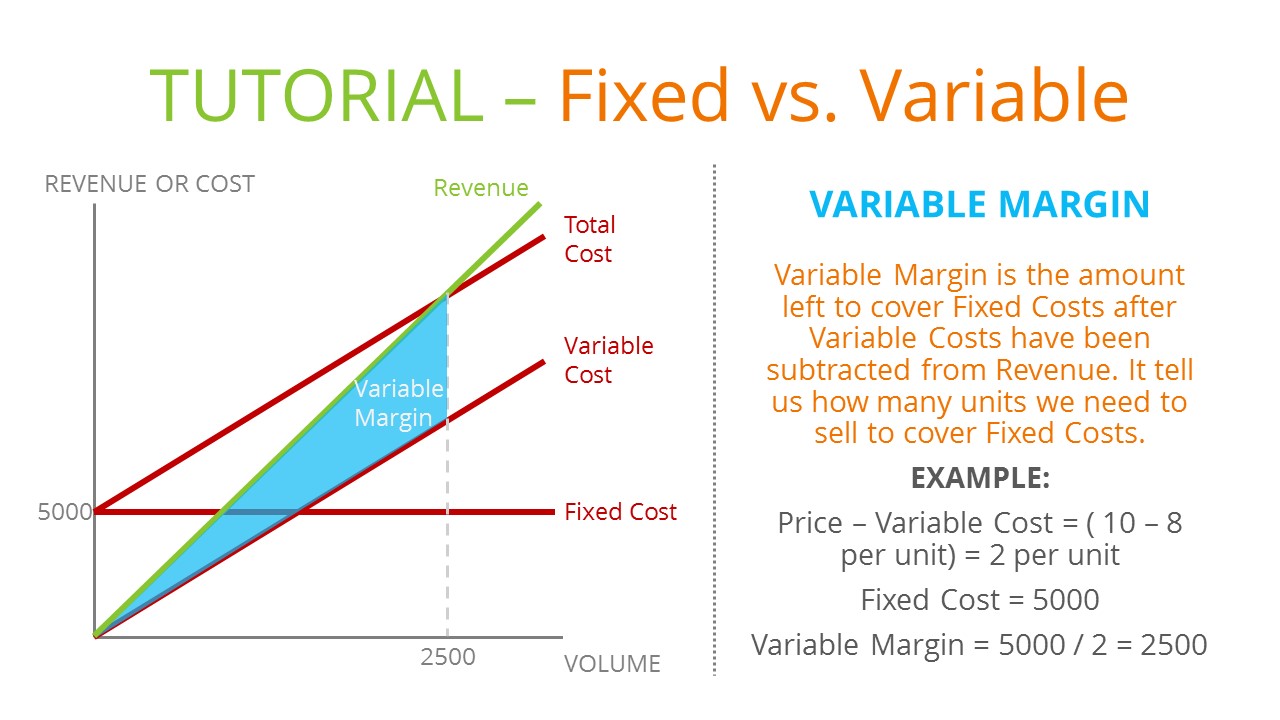 TUTORIAL – Fixed vs. Variable
REVENUE OR COST
Revenue
Total
Cost
Variable
Cost
Variable
Margin
5000
Fixed Cost
2500
VOLUME
VARIABLE MARGIN
Variable Margin is the amount
left to cover Fixed Costs after
Variable Costs have been
subtracted from Revenue. It tell
us how many units we need to
sell to cover Fixed Costs.
EXAMPLE:
Price – Variable Cost = ( 10 – 8
per unit) = 2 per unit
Fixed Cost = 5000
Variable Margin = 5000 / 2 = 2500